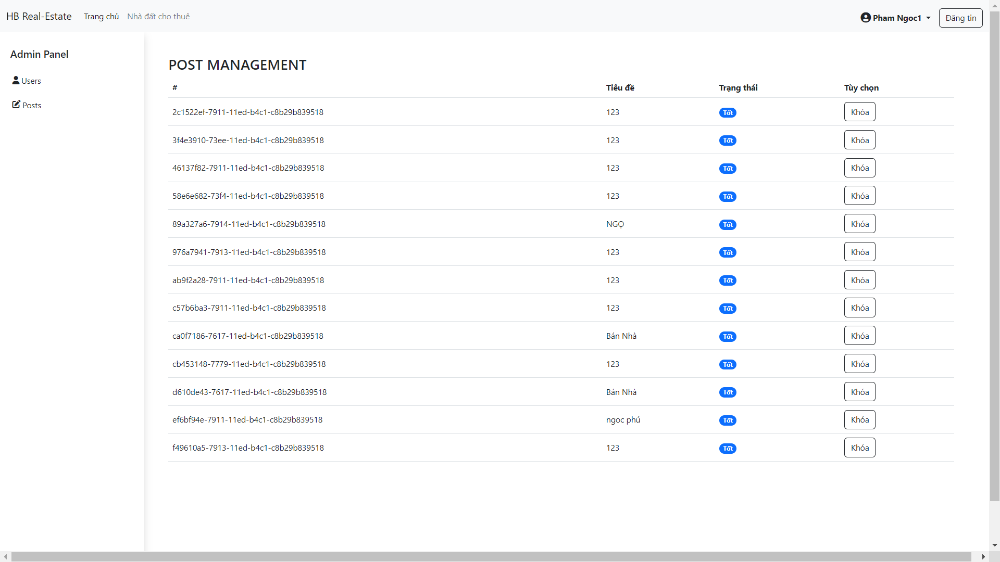 HB Real-Estate Trang chủ Nhà đất cho thuê Pham Ngoc1 Đăng tin
Admin Panel
Users
Posts
POST MANAGEMENT
# Tiêu đề Trạng thái Tùy chọn
2c1522ef-7911-11ed-b4c1-c8b29b839518 123 Tốt Khóa
3f4e3910-73ee-11ed-b4c1-c8b29b839518 123 Tốt Khóa
46137f82-7911-11ed-b4c1-c8b29b839518 123 Tốt Khóa
58e6e682-73f4-11ed-b4c1-c8b29b839518 123 Tốt Khóa
89a327a6-7914-11ed-b4c1-c8b29b839518 NGỌ Tốt Khóa
976a7941-7913-11ed-b4c1-c8b29b839518 123 Tốt Khóa
ab9f2a28-7911-11ed-b4c1-c8b29b839518 123 Tốt Khóa
c57b6ba3-7911-11ed-b4c1-c8b29b839518 123 Tốt Khóa
ca0f7186-7617-11ed-b4c1-c8b29b839518 Bán Nhà Tốt Khóa
cb453148-7779-11ed-b4c1-c8b29b839518 123 Tốt Khóa
d610de43-7617-11ed-b4c1-c8b29b839518 Bán Nhà Tốt Khóa
ef6bf94e-7911-11ed-b4c1-c8b29b839518 ngoc phú Tốt Khóa
f49610a5-7913-11ed-b4c1-c8b29b839518 123 Tốt Khóa